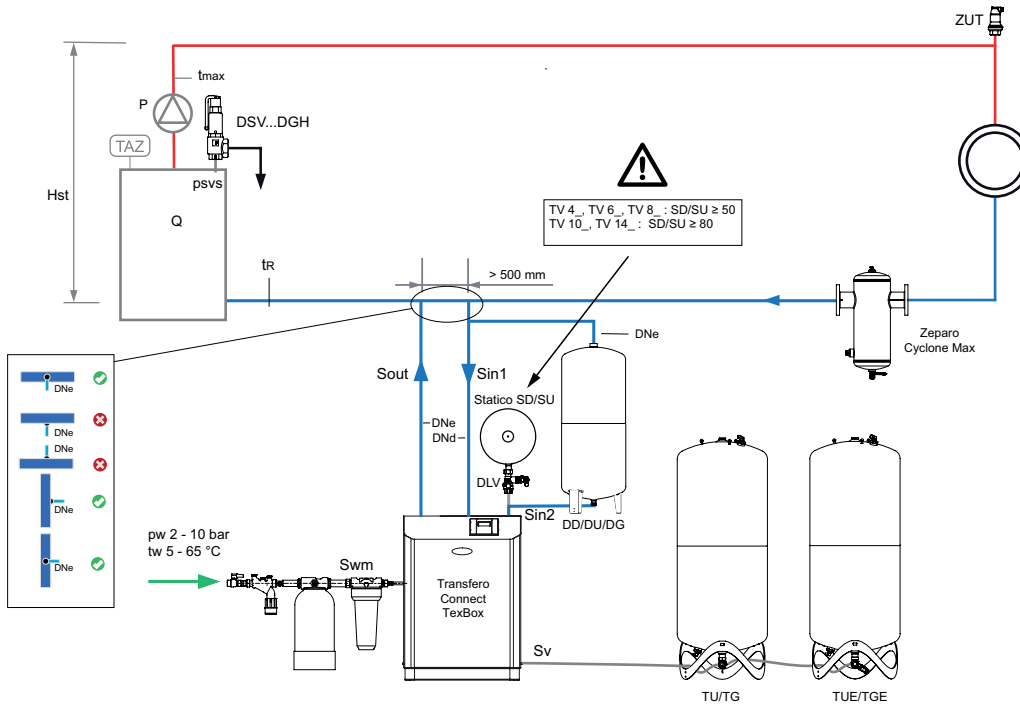 ZUT
tmax
P
DSV...DGH
TAZ
psvs
Hst
Q
TV 4_, TV 6_, TV 8_ : SD/SU ≥ 50
TV 10_, TV 14_ : SD/SU ≥ 80
tR
> 500 mm
DNe
Zeparo
Cyclone Max
Sout
Sin1
Statico SD/SU
DNe
DNe
DNe
DNe
DNe
DNe
DNd
DLV
Sin2
DD/DU/DG
pw 2 - 10 bar
tw 5 - 65 °C
Swm
Transfero
Connect
TexBox
Sv
TU/TG
TUE/TGE